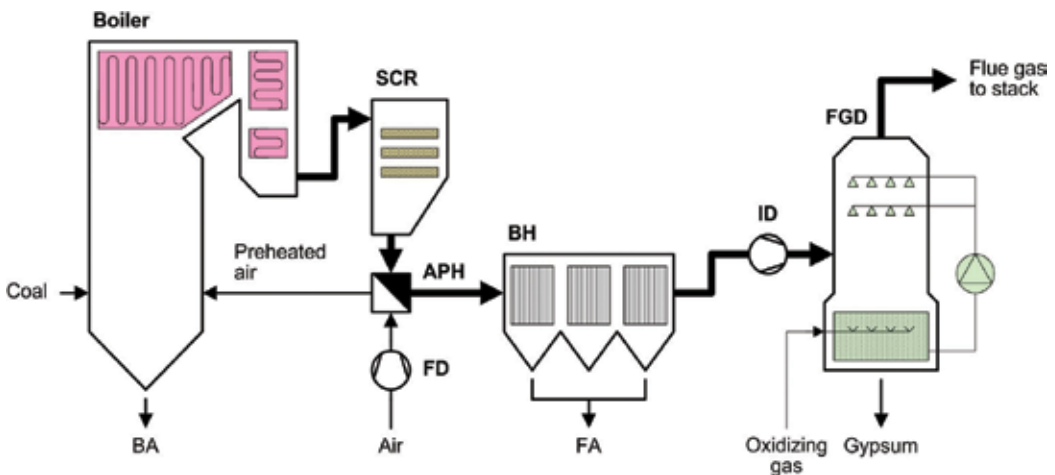 Boiler
SCR
Flue gas
to stack
FGD
ID
BH
Preheated
air
APH
Coal
FD
BA
Air
FA
Oxidizing
gas
Gypsum